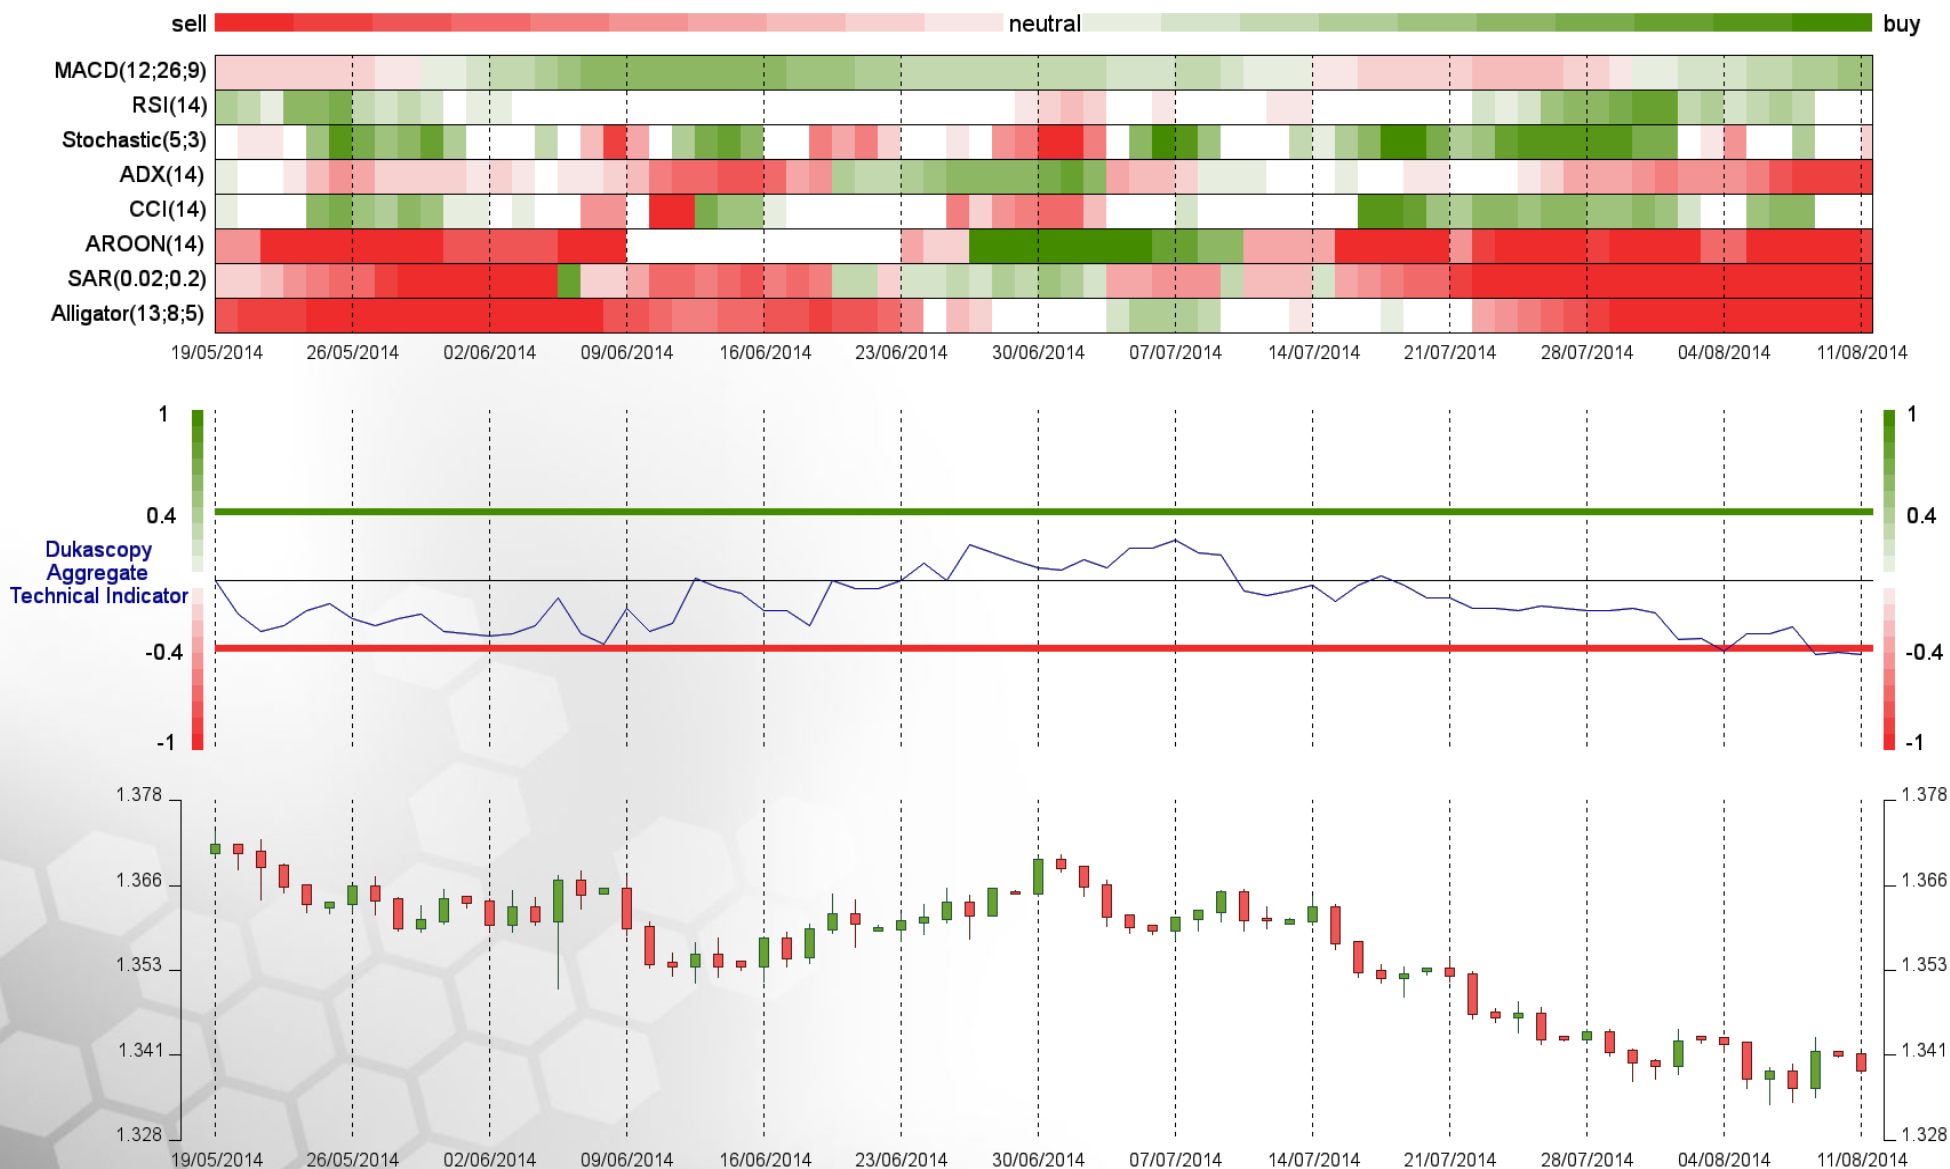 sell neutral buy
MACD(12;26;9)
RSI(14)
Stochastic(5;3)
ADX(14)
CCI(14)
AROON(14)
SAR(0.02;0.2)
Alligator(13;8;5)
19/05/2014 26/05/2014 02/06/2014 09/06/2014 16/06/2014 23/06/2014 30/06/2014 07/07/2014 14/07/2014 21/07/2014 28/07/2014 04/08/2014 11/08/2014
1 1
0.4 0.4
Dukascopy
Aggregate
Technical Indicator
-0.4 -0.4
-1 -1
1.378 1.378
1.366 1.366
1.353 1.353
1.341 1.341
1.328 1.328
19/05/2014 26/05/2014 02/06/2014 09/06/2014 16/06/2014 23/06/2014 30/06/2014 07/07/2014 14/07/2014 21/07/2014 28/07/2014 04/08/2014 11/08/2014